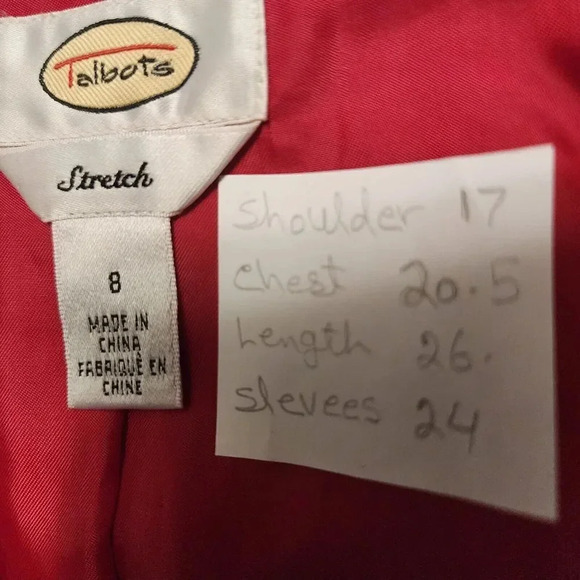 Talbots
Stretch
8
MADE IN
CHINA
FABRIQUÉ EN
CHINE
Shoulder 17
Chest 20.5
Length 26.
Slevees 24